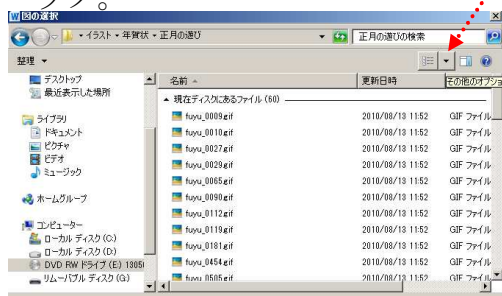 図の選択
« イラスト ▸ 年賀状 ▸ 正月の遊び
正月の遊びの検索
整理 ▼
その他のオプショ
名前
更新日時
現在ディスクにあるファイル (60)
デスクトップ
最近表示した場所
ライブラリ
ドキュメント
ピクチャ
ビデオ
ミュージック
ホームグループ
コンピューター
ローカル ディスク (C:)
ローカル ディスク (D:)
DVD RW ドライブ (E:)
リムーバブル ディスク (G:)
fuyu_0009.gif 2010/08/13 11:52 GIF ファイル
fuyu_0010.gif 2010/08/13 11:52 GIF ファイル
fuyu_0027.gif 2010/08/13 11:52 GIF ファイル
fuyu_0029.gif 2010/08/13 11:52 GIF ファイル
fuyu_0065.gif 2010/08/13 11:52 GIF ファイル
fuyu_0090.gif 2010/08/13 11:52 GIF ファイル
fuyu_0112.gif 2010/08/13 11:52 GIF ファイル
fuyu_0119.gif 2010/08/13 11:52 GIF ファイル
fuyu_0181.gif 2010/08/13 11:52 GIF ファイル
fuyu_0454.gif 2010/08/13 11:52 GIF ファイル
fuyu_0505.gif 2010/08/13 11:52 GIF ファイル